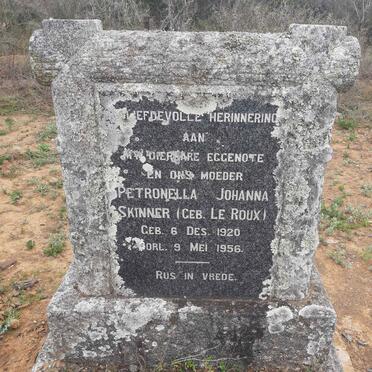 LIEFDEVOLLE HERINNERING
AAN
MY DIERBARE EGGENOTE
EN ONS MOEDER
PETRONELLA JOHANNA
SKINNER (GEB. LE ROUX)
GEB. 6 DES. 1920
OORL. 9 MEI 1956.
RUS IN VREDE.